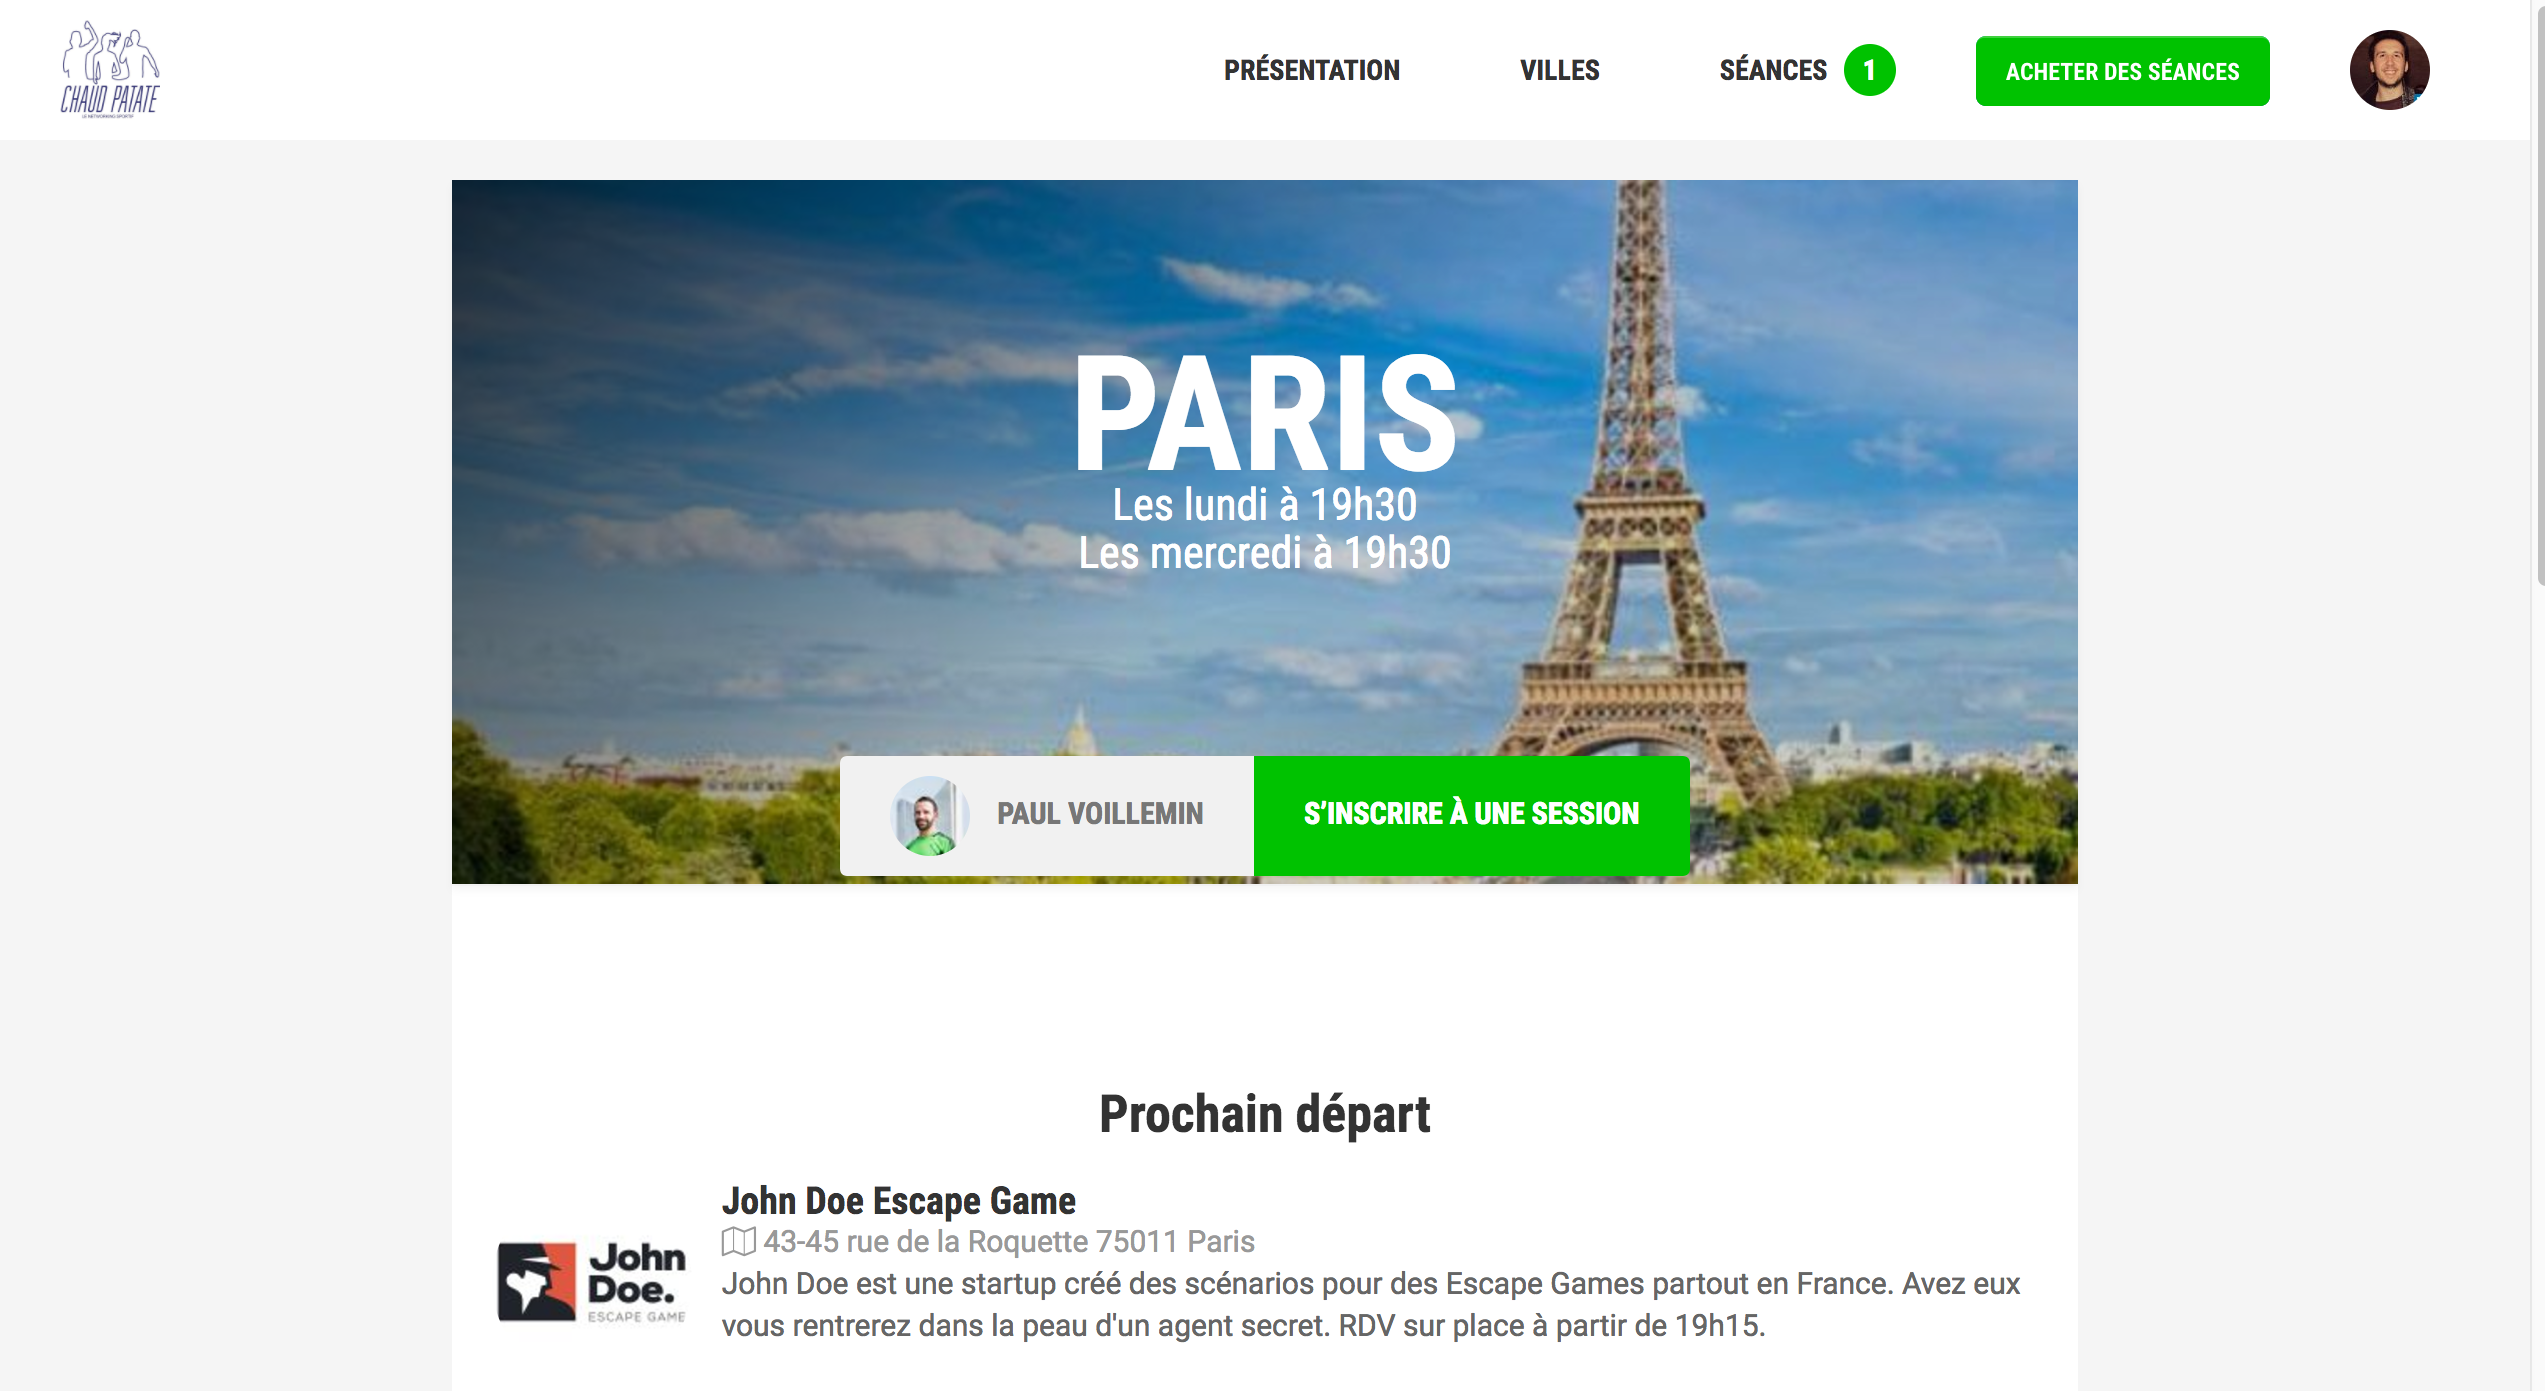 CHAUD PATATE
LE NETWORKING SPORTIF
PRÉSENTATION
VILLES
SÉANCES 1
ACHETER DES SÉANCES
PARIS
Les lundi à 19h30
Les mercredi à 19h30
PAUL VOILLEMIN
S'INSCRIRE À UNE SESSION
Prochain départ
John Doe Escape Game
43-45 rue de la Roquette 75011 Paris
John
Doe.
ESCAPE GAME
John Doe est une startup créé des scénarios pour des Escape Games partout en France. Avez eux
vous rentrerez dans la peau d'un agent secret. RDV sur place à partir de 19h15.